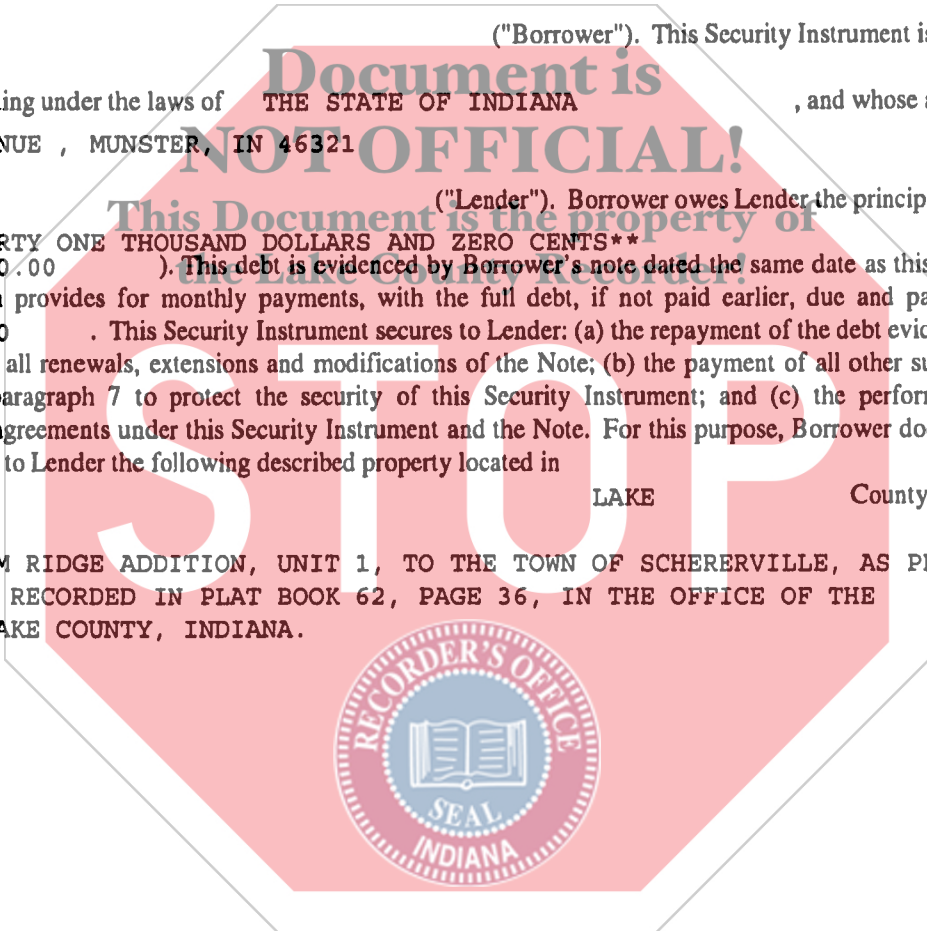 ("Borrower"). This Security Instrument is
Document is
ing under the laws of THE STATE OF INDIANA , and whose a
NUE , MUNSTER, IN 46321
NOT OFFICIAL!
("Lender"). Borrower owes Lender the princip
This Document is the property of
RTY ONE THOUSAND DOLLARS AND ZERO CENTS**
0.00 ). This debt is evidenced by Borrower's note dated the same date as this
the Lake County Recorder!
provides for monthly payments, with the full debt, if not paid earlier, due and pa
0 . This Security Instrument secures to Lender: (a) the repayment of the debt evid
all renewals, extensions and modifications of the Note; (b) the payment of all other su
aragraph 7 to protect the security of this Security Instrument; and (c) the perfor
greements under this Security Instrument and the Note. For this purpose, Borrower do
to Lender the following described property located in
STOP
LAKE County
M RIDGE ADDITION, UNIT 1, TO THE TOWN OF SCHERERVILLE, AS P
RECORDED IN PLAT BOOK 62, PAGE 36, IN THE OFFICE OF THE
AKE COUNTY, INDIANA.
RECORDER'S OFFICE
SEAL
INDIANA